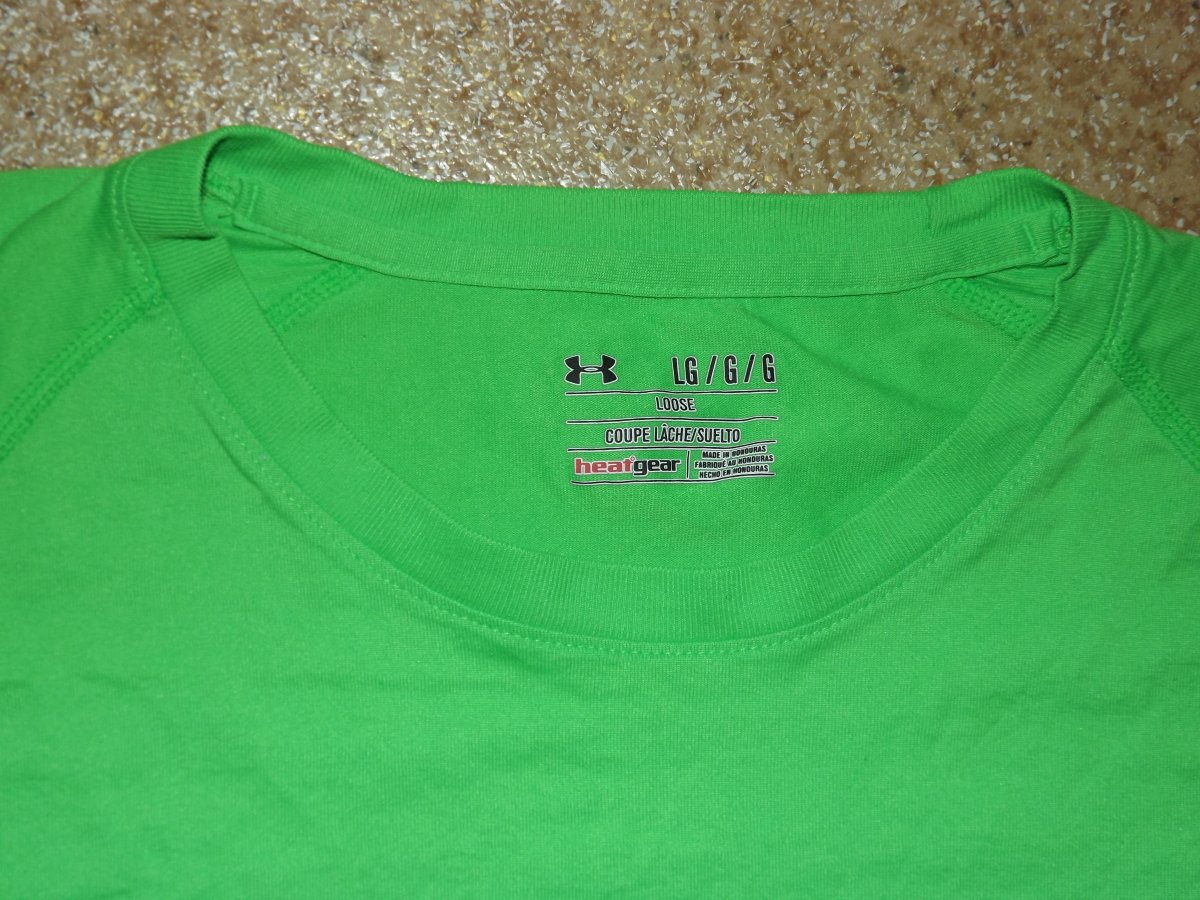 LG / G / G
LOOSE
COUPE LÂCHE/SUELTO
heatgear
MADE IN HONDURAS
FABRIQUÉ AU HONDURAS
HECHO EN HONDURAS